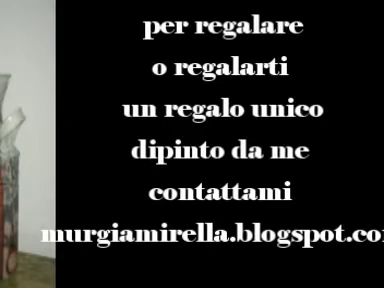 per regalare
o regalarti
un regalo unico
dipinto da me
contattami
murgiamirella.blogspot.co